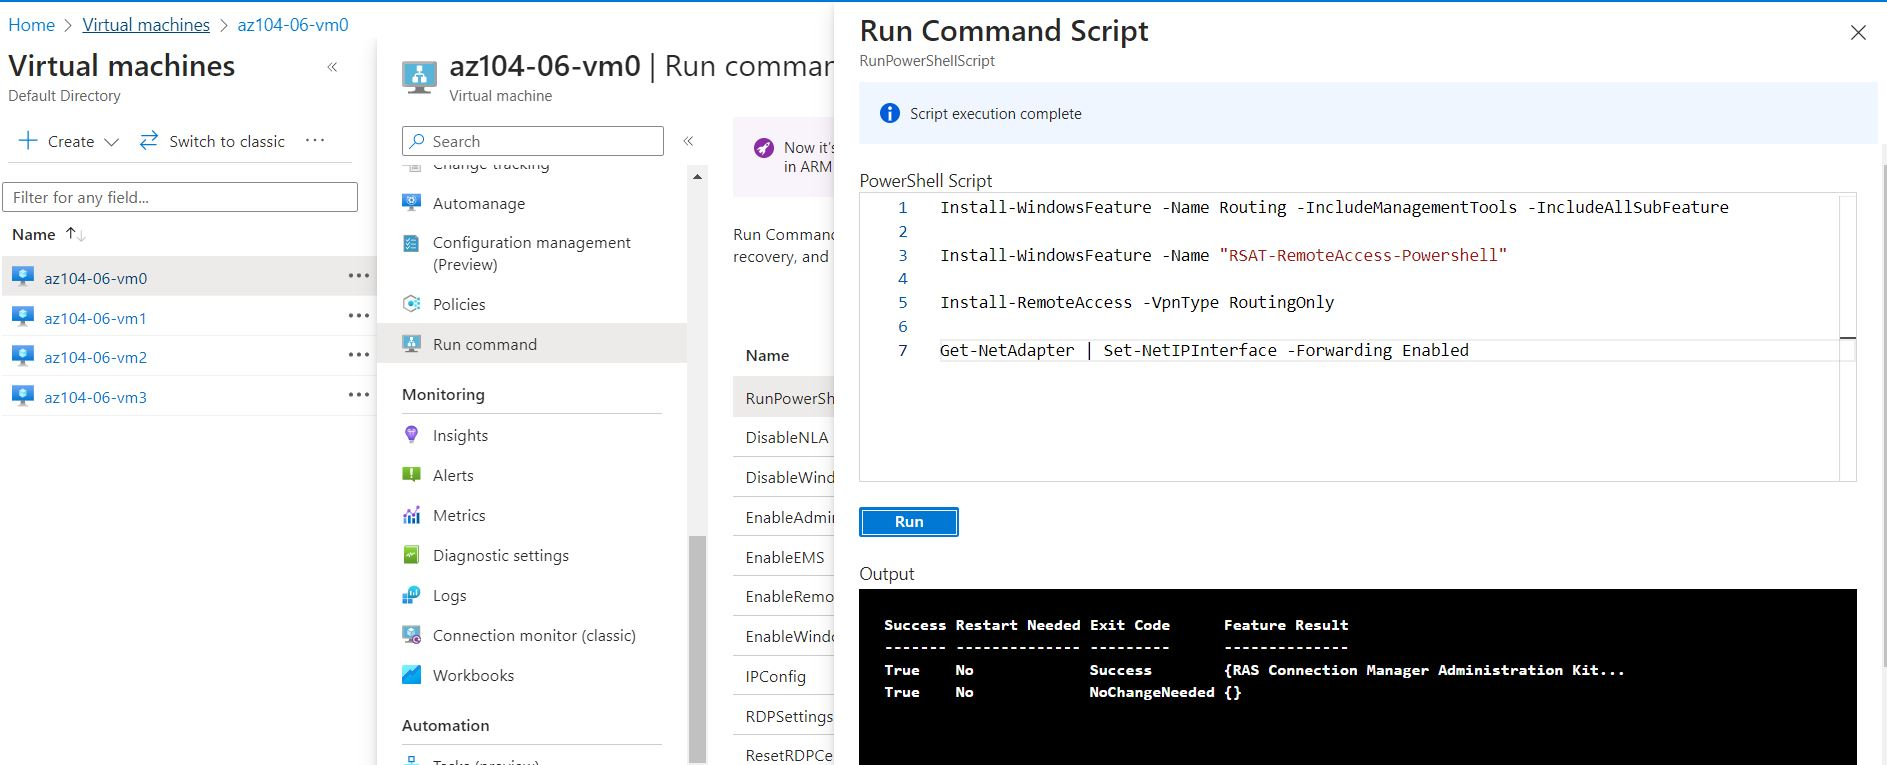 Home > Virtual machines > az104-06-vm0
Virtual machines
«
Default Directory
+ Create
Switch to classic
...
Filter for any field...
Name ↑↓
az104-06-vm0 ...
az104-06-vm1 ...
az104-06-vm2 ...
az104-06-vm3 ...
az104-06-vm0 | Run comman
Virtual machine
Search
«
Change tracking
Automanage
Configuration management
(Preview)
Policies
Run command
Monitoring
Insights
Alerts
Metrics
Diagnostic settings
Logs
Connection monitor (classic)
Workbooks
Automation
Tasks (preview)
Now it's
in ARM
Run Command
recovery, and
Name
RunPowerSh
DisableNLA
DisableWind
EnableAdmi
EnableEMS
EnableRemo
EnableWindo
IPConfig
RDPSettings
ResetRDPCe
Run Command Script
RunPowerShellScript
Script execution complete
PowerShell Script
1 Install-WindowsFeature -Name Routing -IncludeManagementTools -IncludeAllSubFeature
2
3 Install-WindowsFeature -Name "RSAT-RemoteAccess-Powershell"
4
5 Install-RemoteAccess -VpnType RoutingOnly
6
7 Get-NetAdapter | Set-NetIPInterface -Forwarding Enabled
Run
Output
Success Restart Needed Exit Code Feature Result
------- -------------- --------- --------------
True No Success {RAS Connection Manager Administration Kit...
True No NoChangeNeeded {}